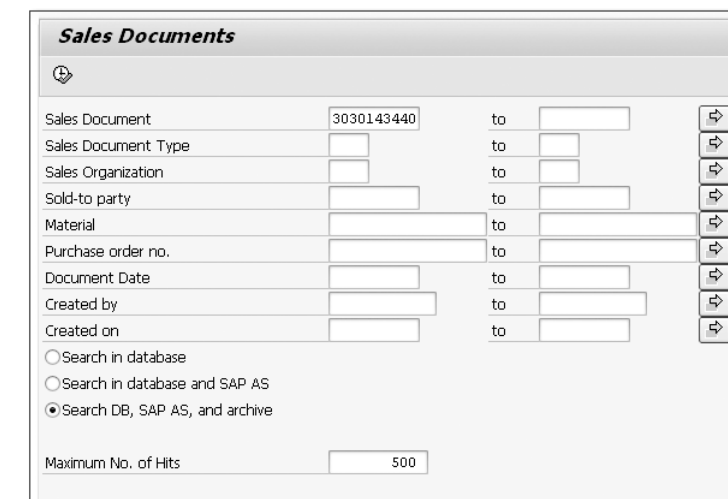 Sales Documents
Sales Document 3030143440 to
Sales Document Type to
Sales Organization to
Sold-to party to
Material to
Purchase order no. to
Document Date to
Created by to
Created on to
Search in database
Search in database and SAP AS
Search DB, SAP AS, and archive
Maximum No. of Hits 500